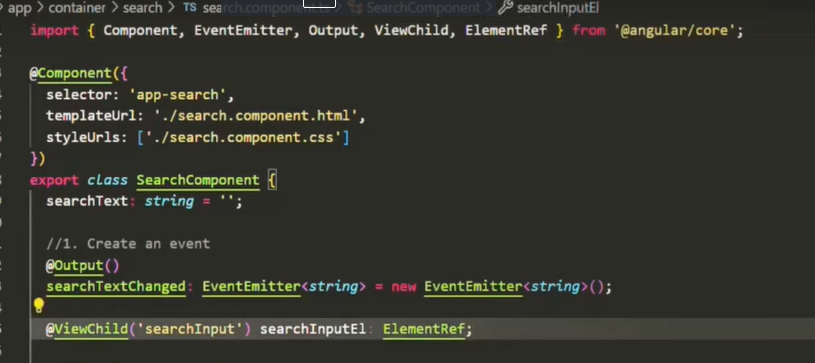 app > container > search > TS search.component.ts > SearchComponent > searchInputEl
import { Component, EventEmitter, Output, ViewChild, ElementRef } from '@angular/core';
@Component({
selector: 'app-search',
templateUrl: './search.component.html',
styleUrls: ['./search.component.css']
})
export class SearchComponent {
searchText: string = '';
//1. Create an event
@Output()
searchTextChanged: EventEmitter<string> = new EventEmitter<string>();
@ViewChild('searchInput') searchInputEl: ElementRef;